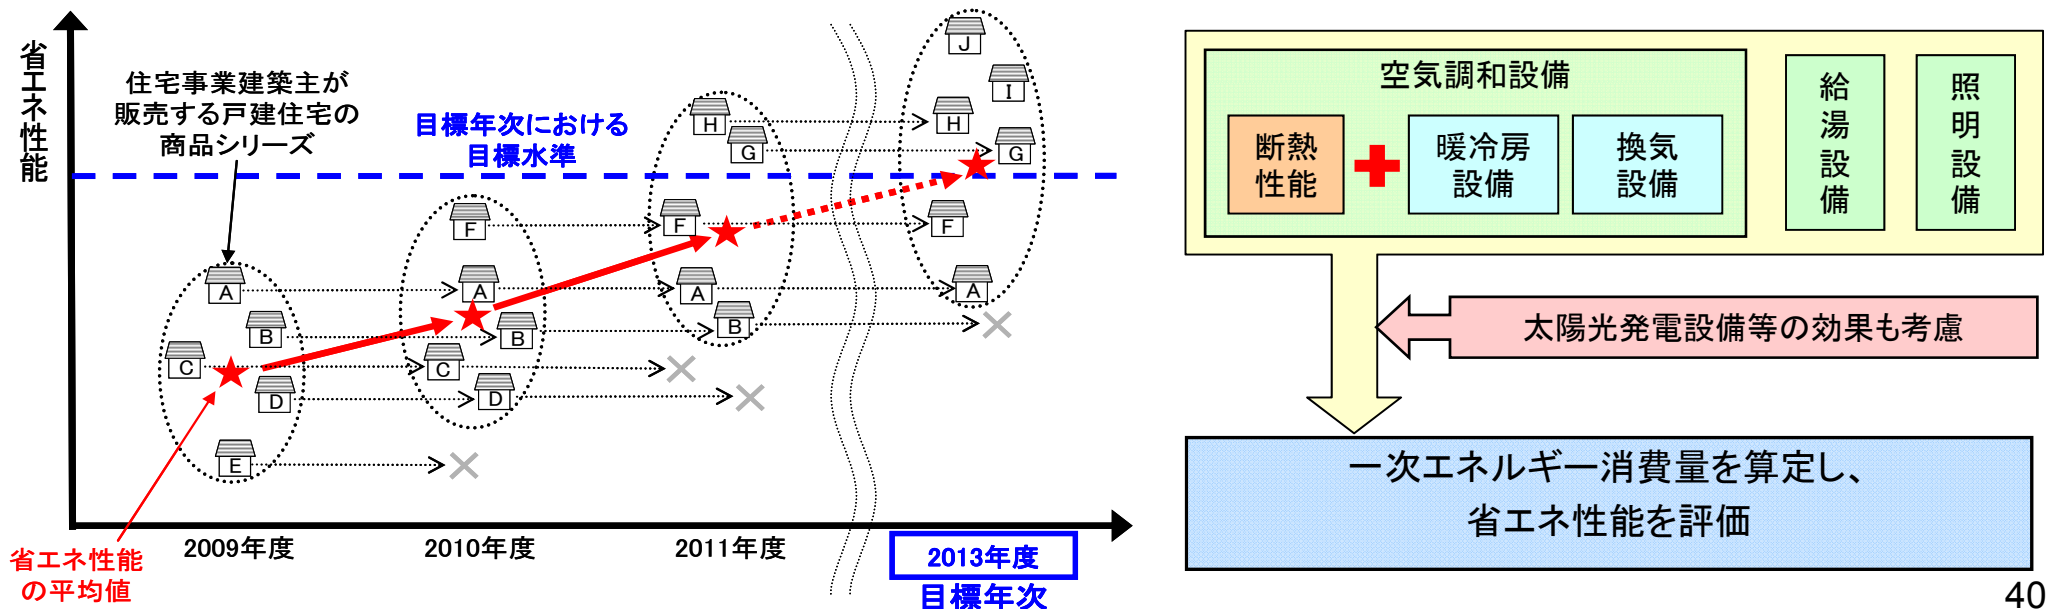 省エネ性能
住宅事業建築主が
販売する戸建住宅の
商品シリーズ
目標年次における
目標水準
A
B
C
D
E
F
A
B
C
D
H
G
F
A
B
J
I
H
G
F
A
2009年度
2010年度
2011年度
2013年度
目標年次
省エネ性能
の平均値
空気調和設備
断熱
性能
暖冷房
設備
換気
設備
給湯設備
照明設備
太陽光発電設備等の効果も考慮
一次エネルギー消費量を算定し、
省エネ性能を評価
40